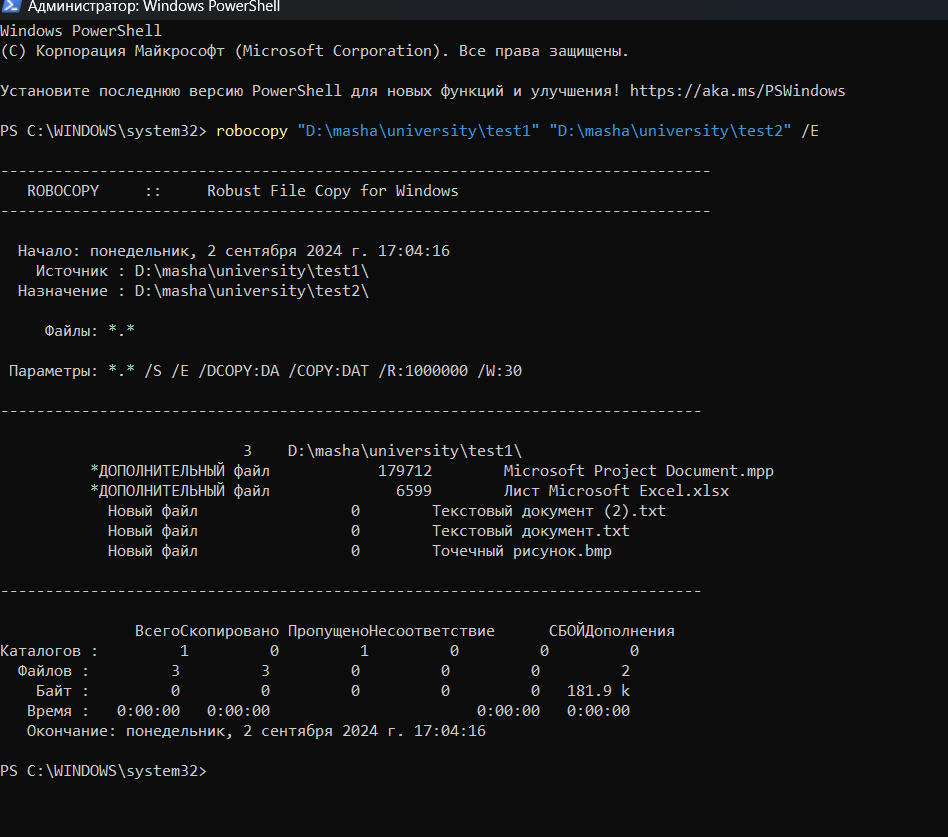 Администратор: Windows PowerShell
Windows PowerShell
(C) Корпорация Майкрософт (Microsoft Corporation). Все права защищены.
Установите последнюю версию PowerShell для новых функций и улучшения! https://aka.ms/PSWindows
PS C:\WINDOWS\system32> robocopy "D:\masha\university\test1" "D:\masha\university\test2" /E
-------------------------------------------------------------------------------
   ROBOCOPY     ::     Robust File Copy for Windows
-------------------------------------------------------------------------------
  Начало: понедельник, 2 сентября 2024 г. 17:04:16
    Источник : D:\masha\university\test1\
  Назначение : D:\masha\university\test2\
     Файлы: *.*
 Параметры: *.* /S /E /DCOPY:DA /COPY:DAT /R:1000000 /W:30
------------------------------------------------------------------------------
                           3    D:\masha\university\test1\
          *ДОПОЛНИТЕЛЬНЫЙ файл            179712        Microsoft Project Document.mpp
          *ДОПОЛНИТЕЛЬНЫЙ файл              6599        Лист Microsoft Excel.xlsx
            Новый файл                 0        Текстовый документ (2).txt
            Новый файл                 0        Текстовый документ.txt
            Новый файл                 0        Точечный рисунок.bmp
------------------------------------------------------------------------------
               ВсегоСкопировано ПропущеноНесоответствие      СБОЙДополнения
Каталогов :         1         0         1         0         0         0
  Файлов :         3         3         0         0         0         2
    Байт :         0         0         0         0         0   181.9 k
   Время :   0:00:00   0:00:00                       0:00:00   0:00:00
   Окончание: понедельник, 2 сентября 2024 г. 17:04:16
PS C:\WINDOWS\system32>